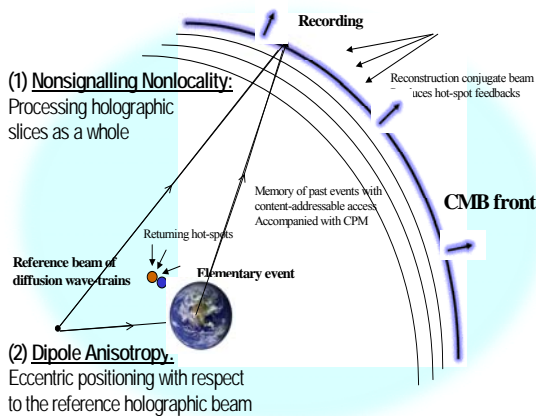 Recording
(1) Nonsignalling Nonlocality:
Processing holographic
slices as a whole
Reconstruction conjugate beam
hot-spot feedbacks
CMB front
Memory of past events with
content-addressable access
Accompanied with CPM
Returning hot-spots
Reference beam of
diffusion wave-trains
Elementary event
(2) Dipole Anisotropy:
Eccentric positioning with respect
to the reference holographic beam